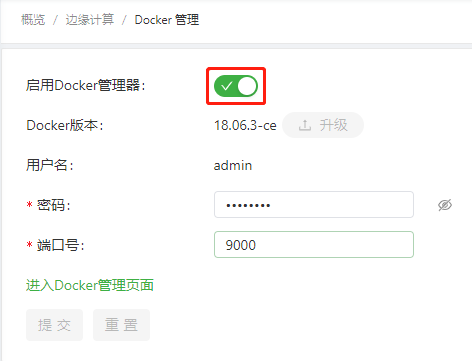 概览 / 边缘计算 / Docker 管理
启用Docker管理器：
Docker版本： 18.06.3-ce 升级
用户名： admin
* 密码： ••••••••
* 端口号： 9000
进入Docker管理页面
提 交 重 置